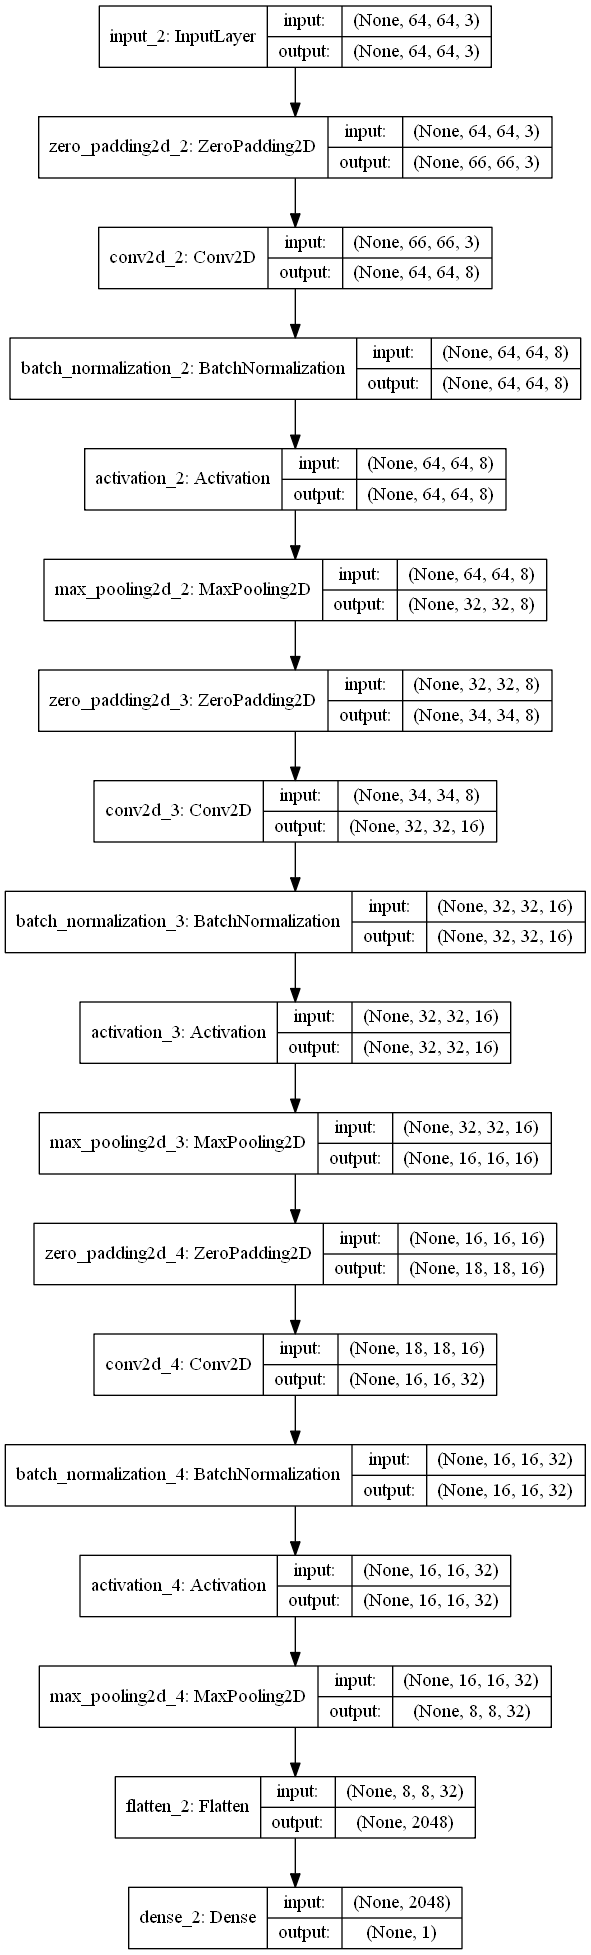 input_2: InputLayer input: (None, 64, 64, 3)
output: (None, 64, 64, 3)
zero_padding2d_2: ZeroPadding2D input: (None, 64, 64, 3)
output: (None, 66, 66, 3)
conv2d_2: Conv2D input: (None, 66, 66, 3)
output: (None, 64, 64, 8)
batch_normalization_2: BatchNormalization input: (None, 64, 64, 8)
output: (None, 64, 64, 8)
activation_2: Activation input: (None, 64, 64, 8)
output: (None, 64, 64, 8)
max_pooling2d_2: MaxPooling2D input: (None, 64, 64, 8)
output: (None, 32, 32, 8)
zero_padding2d_3: ZeroPadding2D input: (None, 32, 32, 8)
output: (None, 34, 34, 8)
conv2d_3: Conv2D input: (None, 34, 34, 8)
output: (None, 32, 32, 16)
batch_normalization_3: BatchNormalization input: (None, 32, 32, 16)
output: (None, 32, 32, 16)
activation_3: Activation input: (None, 32, 32, 16)
output: (None, 32, 32, 16)
max_pooling2d_3: MaxPooling2D input: (None, 32, 32, 16)
output: (None, 16, 16, 16)
zero_padding2d_4: ZeroPadding2D input: (None, 16, 16, 16)
output: (None, 18, 18, 16)
conv2d_4: Conv2D input: (None, 18, 18, 16)
output: (None, 16, 16, 32)
batch_normalization_4: BatchNormalization input: (None, 16, 16, 32)
output: (None, 16, 16, 32)
activation_4: Activation input: (None, 16, 16, 32)
output: (None, 16, 16, 32)
max_pooling2d_4: MaxPooling2D input: (None, 16, 16, 32)
output: (None, 8, 8, 32)
flatten_2: Flatten input: (None, 8, 8, 32)
output: (None, 2048)
dense_2: Dense input: (None, 2048)
output: (None, 1)